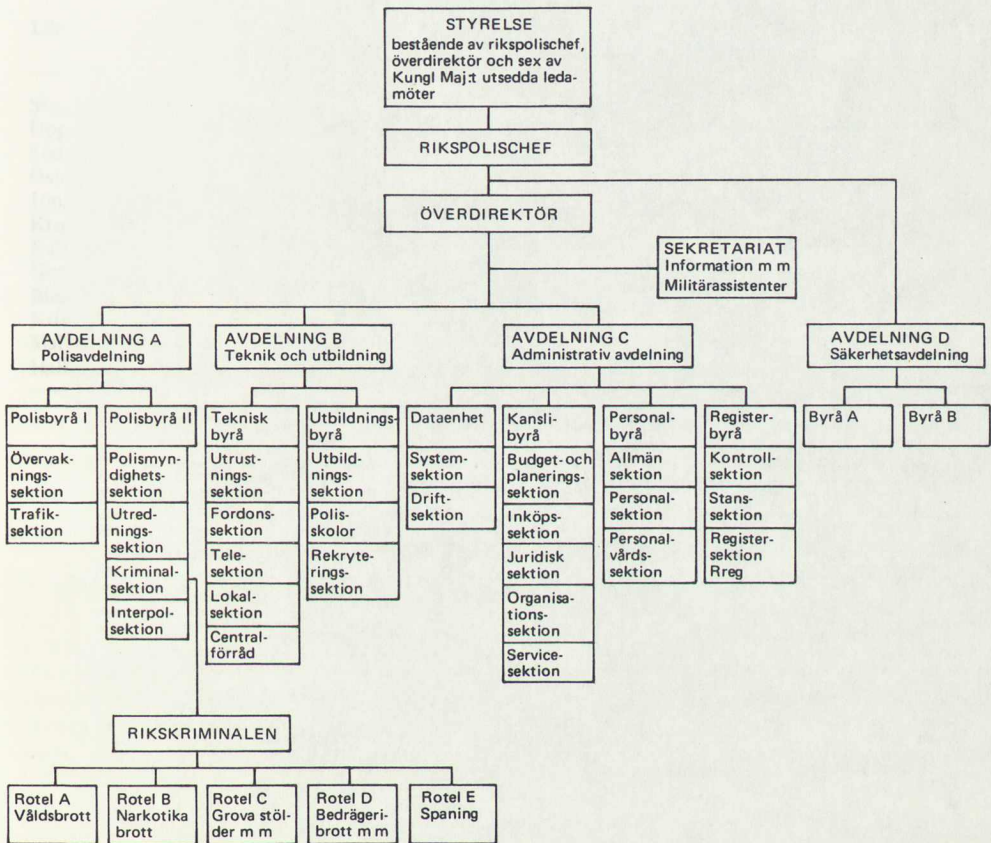 STYRELSE
bestående av rikspolischef,
överdirektör och sex av
Kungl Maj:t utsedda leda-
möter
RIKSPOLISCHEF
ÖVERDIREKTÖR
SEKRETARIAT
Information m m
Militärassistenter
AVDELNING A
Polisavdelning
AVDELNING B
Teknik och utbildning
AVDELNING C
Administrativ avdelning
AVDELNING D
Säkerhetsavdelning
Polisbyrå I
Övervak-
nings-
sektion
Trafik-
sektion
Polisbyrå II
Polismyn-
dighets-
sektion
Utred-
nings-
sektion
Kriminal-
sektion
Interpol-
sektion
Teknisk
byrå
Utrust-
nings-
sektion
Fordons-
sektion
Tele-
sektion
Lokal-
sektion
Central-
förråd
Utbildnings-
byrå
Utbild-
nings-
sektion
Polis-
skolor
Rekryte-
rings-
sektion
Dataenhet
System-
sektion
Drift-
sektion
Kansli-
byrå
Budget- och
planerings-
sektion
Inköps-
sektion
Juridisk
sektion
Organisa-
tions-
sektion
Service-
sektion
Personal-
byrå
Allmän
sektion
Personal-
sektion
Personal-
vårds-
sektion
Register-
byrå
Kontroll-
sektion
Stans-
sektion
Register-
sektion
Rreg
Byrå A
Byrå B
RIKSKRIMINALEN
Rotel A
Våldsbrott
Rotel B
Narkotika
brott
Rotel C
Grova stöl-
der m m
Rotel D
Bedrägeri-
brott m m
Rotel E
Spaning